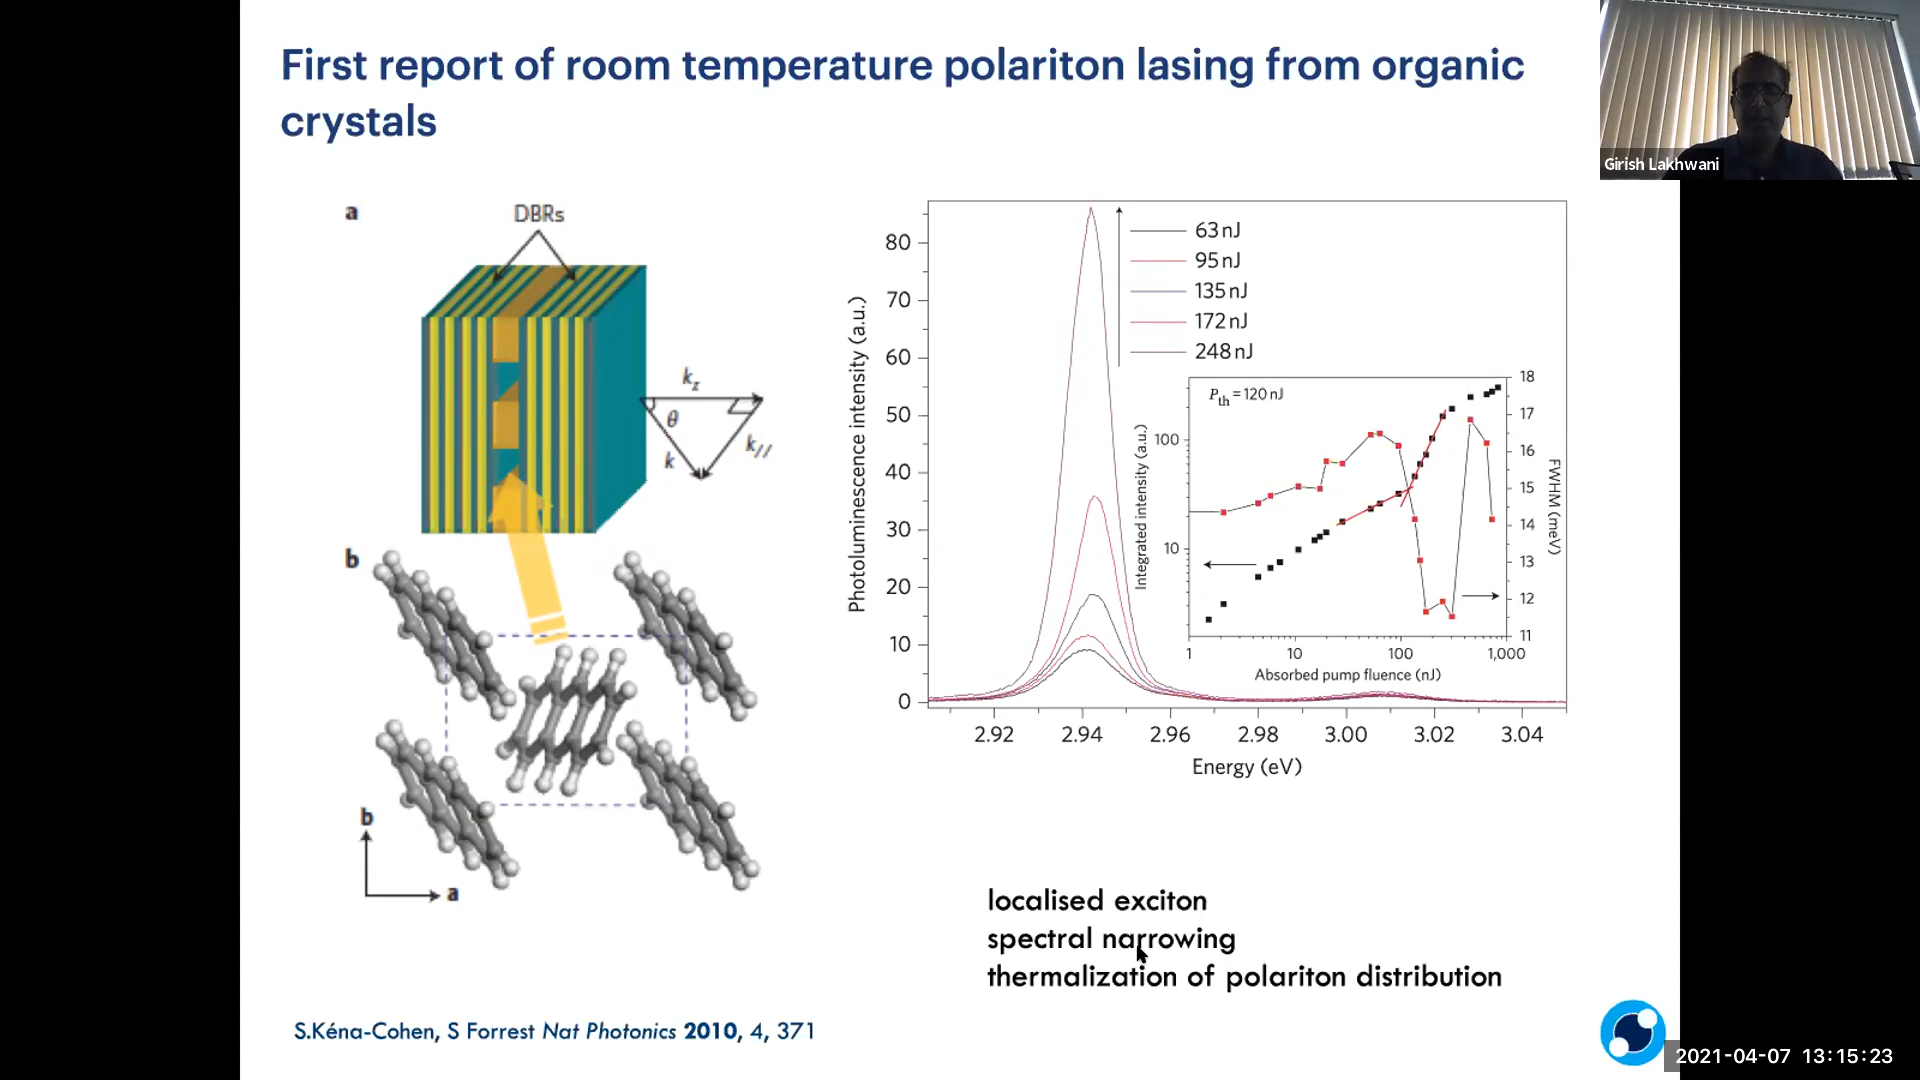 First report of room temperature polariton lasing from organic
crystals
Girish Lakhwani
a
DBRs
kz
θ
k
k//
b
b
a
Photoluminescence intensity (a.u.)
80
70
60
50
40
30
20
10
0
2.92 2.94 2.96 2.98 3.00 3.02 3.04
Energy (eV)
63 nJ
95 nJ
135 nJ
172 nJ
248 nJ
Pth = 120 nJ
Integrated intensity (a.u.)
100
10
18
17
16
15
14
13
12
11
FWHM (meV)
1 10 100 1,000
Absorbed pump fluence (nJ)
localised exciton
spectral narrowing
thermalization of polariton distribution
S.Kéna-Cohen, S Forrest Nat Photonics 2010, 4, 371
2021-04-07 13:15:23